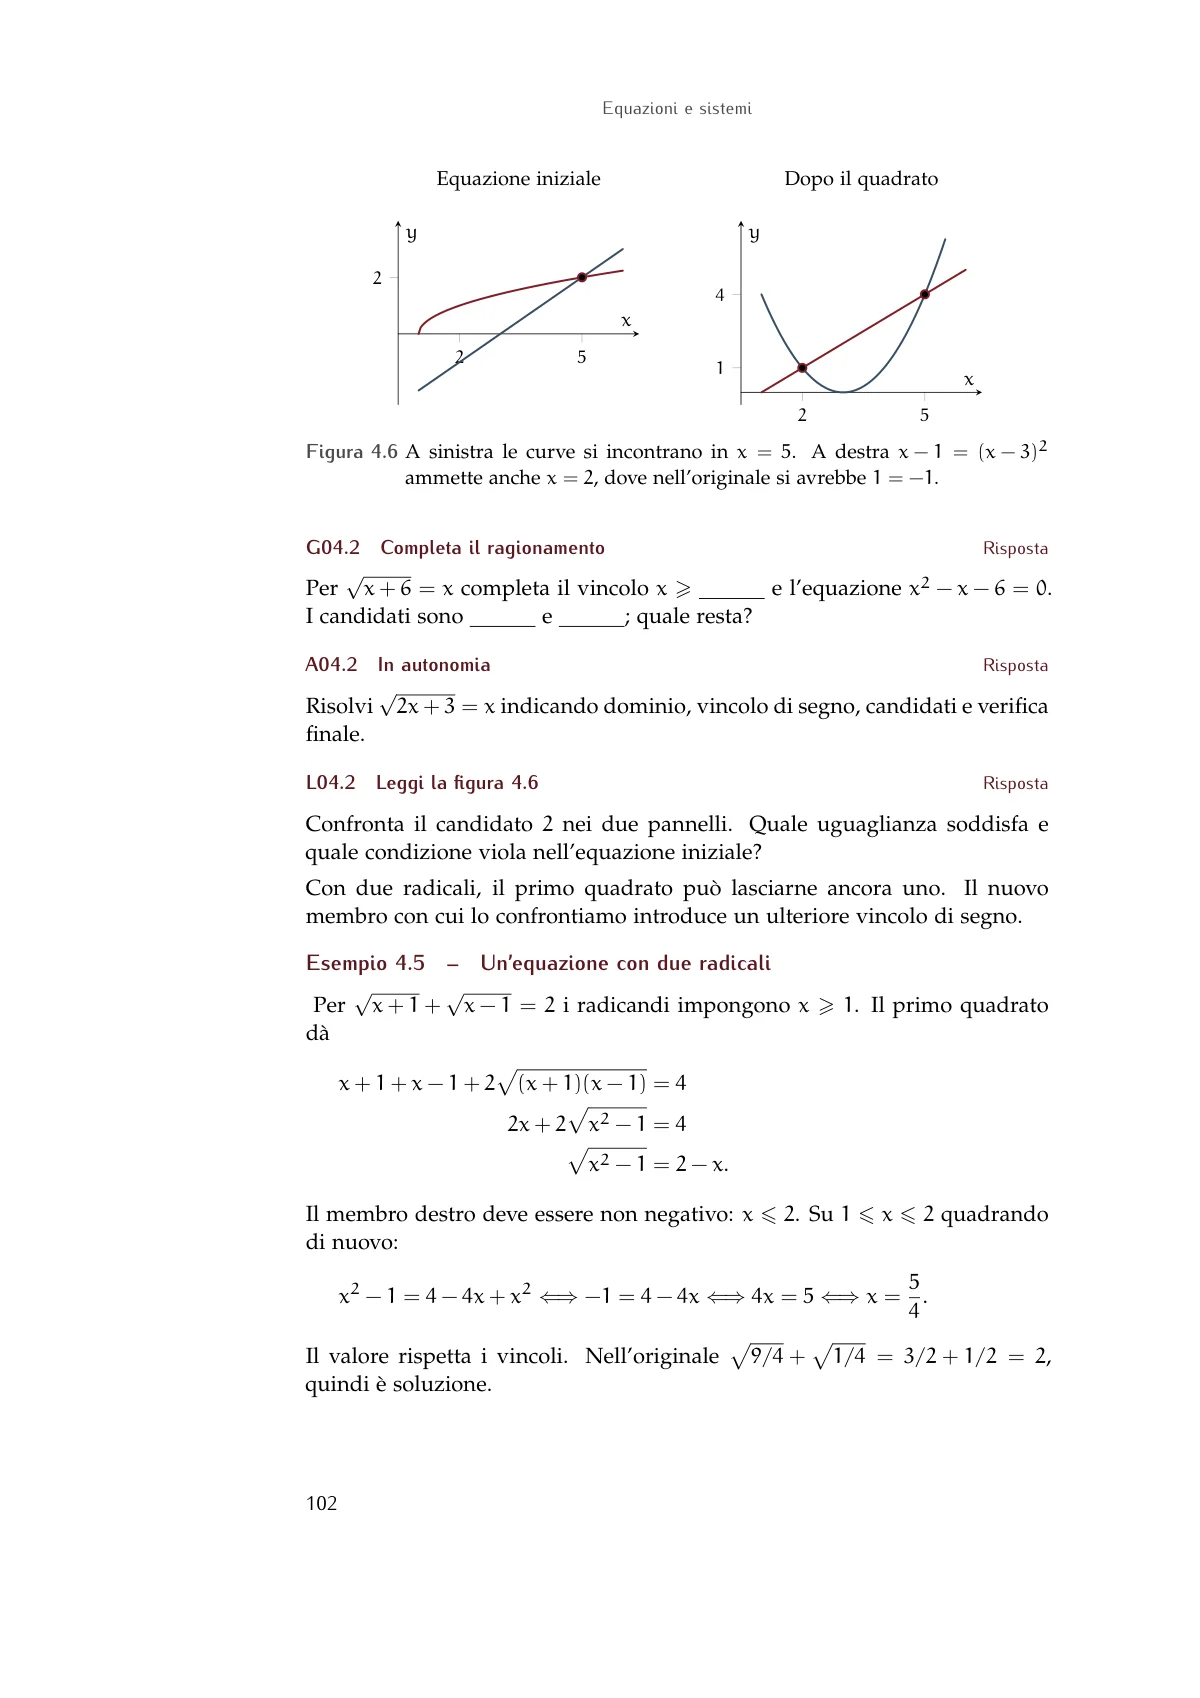 Equazioni e sistemi
Equazione iniziale
y
2
x
2
5
Dopo il quadrato
y
4
1
x
2
5
Figura 4.6 A sinistra le curve si incontrano in x = 5. A destra x − 1 = (x − 3)²
ammette anche x = 2, dove nell’originale si avrebbe 1 = −1.
G04.2 Completa il ragionamento Risposta
Per √(x + 6) = x completa il vincolo x ⩾ ______ e l’equazione x² − x − 6 = 0.
I candidati sono ______ e ______; quale resta?
A04.2 In autonomia Risposta
Risolvi √(2x + 3) = x indicando dominio, vincolo di segno, candidati e verifica
finale.
L04.2 Leggi la figura 4.6 Risposta
Confronta il candidato 2 nei due pannelli. Quale uguaglianza soddisfa e
quale condizione viola nell’equazione iniziale?
Con due radicali, il primo quadrato può lasciarne ancora uno. Il nuovo
membro con cui lo confrontiamo introduce un ulteriore vincolo di segno.
Esempio 4.5 – Un’equazione con due radicali
Per √(x + 1) + √(x − 1) = 2 i radicandi impongono x ⩾ 1. Il primo quadrato
dà
x + 1 + x − 1 + 2√((x + 1)(x − 1)) = 4
2x + 2√(x² − 1) = 4
√(x² − 1) = 2 − x.
Il membro destro deve essere non negativo: x ⩽ 2. Su 1 ⩽ x ⩽ 2 quadrando
di nuovo:
x² − 1 = 4 − 4x + x² ⟺ −1 = 4 − 4x ⟺ 4x = 5 ⟺ x = 5/4.
Il valore rispetta i vincoli. Nell’originale √(9/4) + √(1/4) = 3/2 + 1/2 = 2,
quindi è soluzione.
102